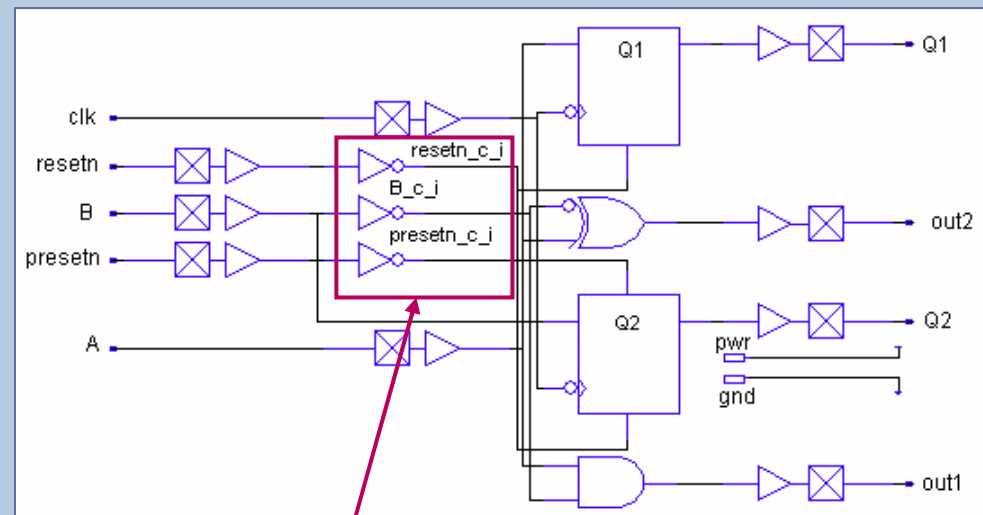 Q1
Q1
clk
resetn_c_i
resetn
B_c_i
B
out2
presetn_c_i
presetn
Q2
Q2
A
pwr
gnd
out1